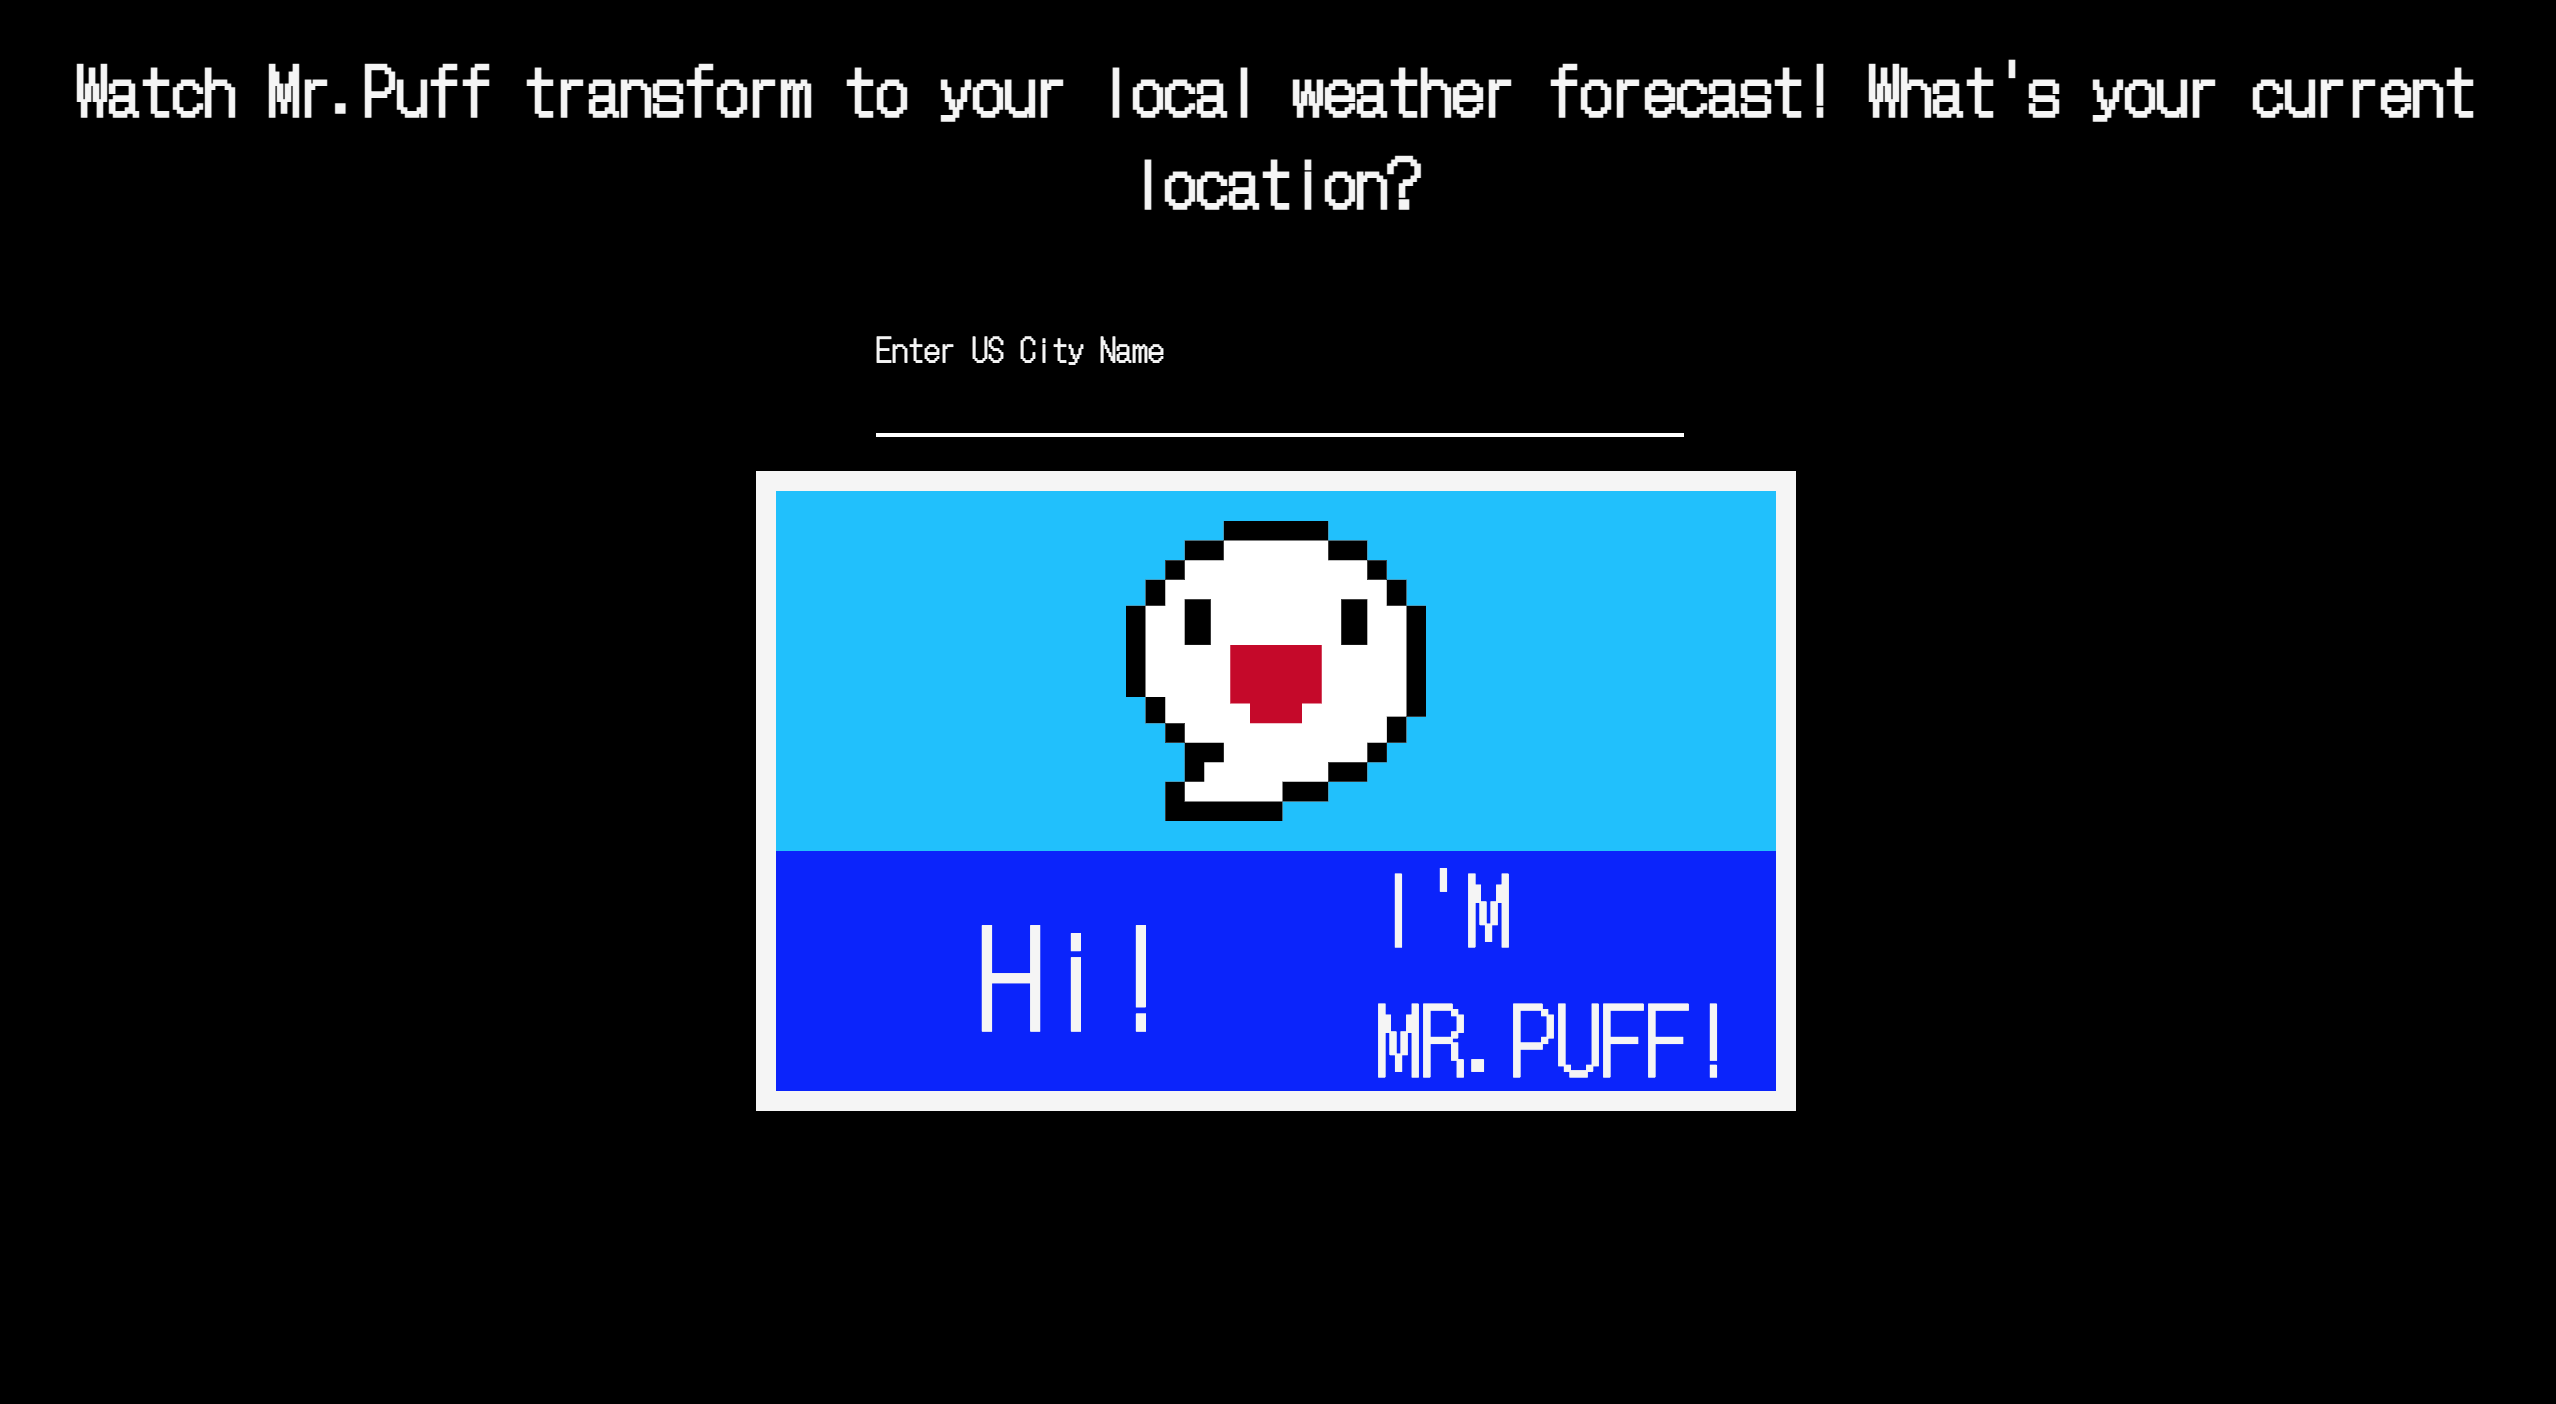 Watch Mr.Puff transform to your local weather forecast! What's your current
location?
Enter US City Name
Hi!
I'M
MR.PUFF!